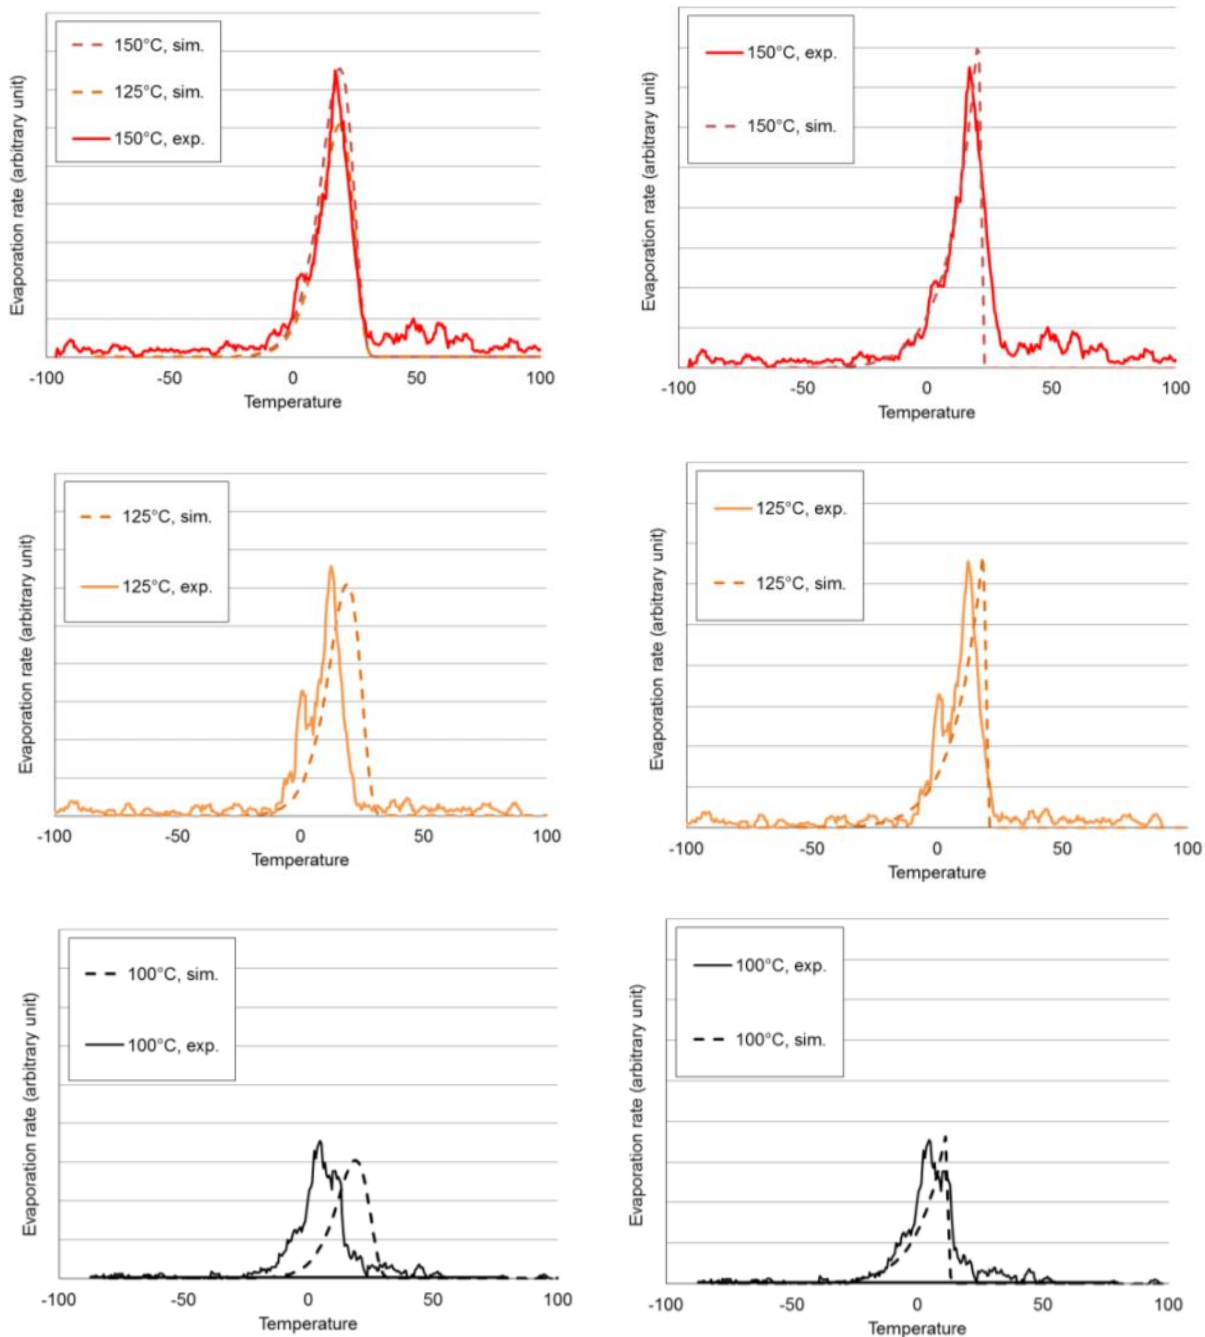 150°C, sim.
125°C, sim.
150°C, exp.
Evaporation rate (arbitrary unit)
-100 -50 0 50 100
Temperature
150°C, exp.
150°C, sim.
Evaporation rate (arbitrary unit)
-100 -50 0 50 100
Temperature
125°C, sim.
125°C, exp.
Evaporation rate (arbitrary unit)
-100 -50 0 50 100
Temperature
125°C, exp.
125°C, sim.
Evaporation rate (arbitrary unit)
-100 -50 0 50 100
Temperature
100°C, sim.
100°C, exp.
Evaporation rate (arbitrary unit)
-100 -50 0 50 100
Temperature
100°C, exp.
100°C, sim.
Evaporation rate (arbitrary unit)
-100 -50 0 50 100
Temperature